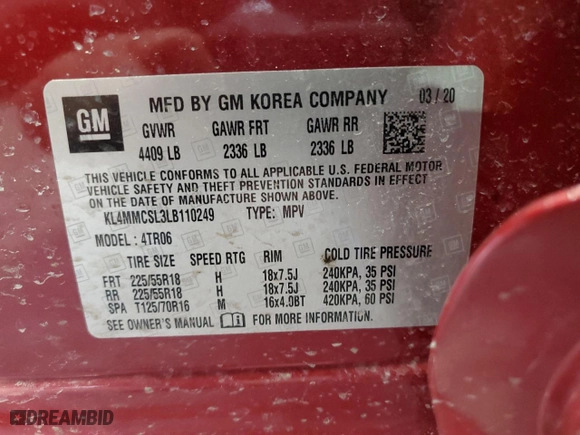 GM
MFD BY GM KOREA COMPANY 03 / 20
GVWR GAWR FRT GAWR RR
4409 LB 2336 LB 2336 LB
THIS VEHICLE CONFORMS TO ALL APPLICABLE U.S. FEDERAL MOTOR
VEHICLE SAFETY AND THEFT PREVENTION STANDARDS IN EFFECT ON
THE DATE OF MANUFACTURE SHOWN ABOVE.
KL4MMCSL3LB110249 TYPE: MPV
MODEL: 4TR06
TIRE SIZE SPEED RTG RIM COLD TIRE PRESSURE
FRT 225/55R18 H 18x7.5J 240KPA, 35 PSI
RR 225/55R18 H 18x7.5J 240KPA, 35 PSI
SPA T125/70R16 M 16x4.0BT 420KPA, 60 PSI
SEE OWNER'S MANUAL FOR MORE INFORMATION.
DREAMBID